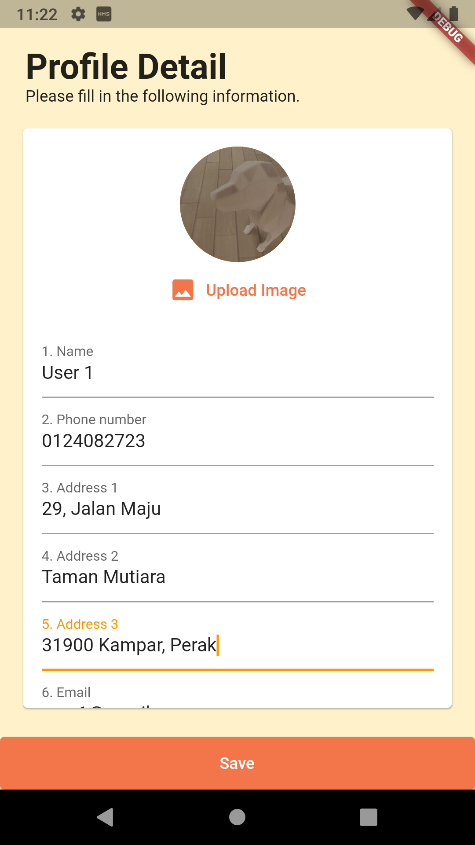 11:22
DEBUG
Profile Detail
Please fill in the following information.
Upload Image
1. Name
User 1
2. Phone number
0124082723
3. Address 1
29, Jalan Maju
4. Address 2
Taman Mutiara
5. Address 3
31900 Kampar, Perak
6. Email
Save